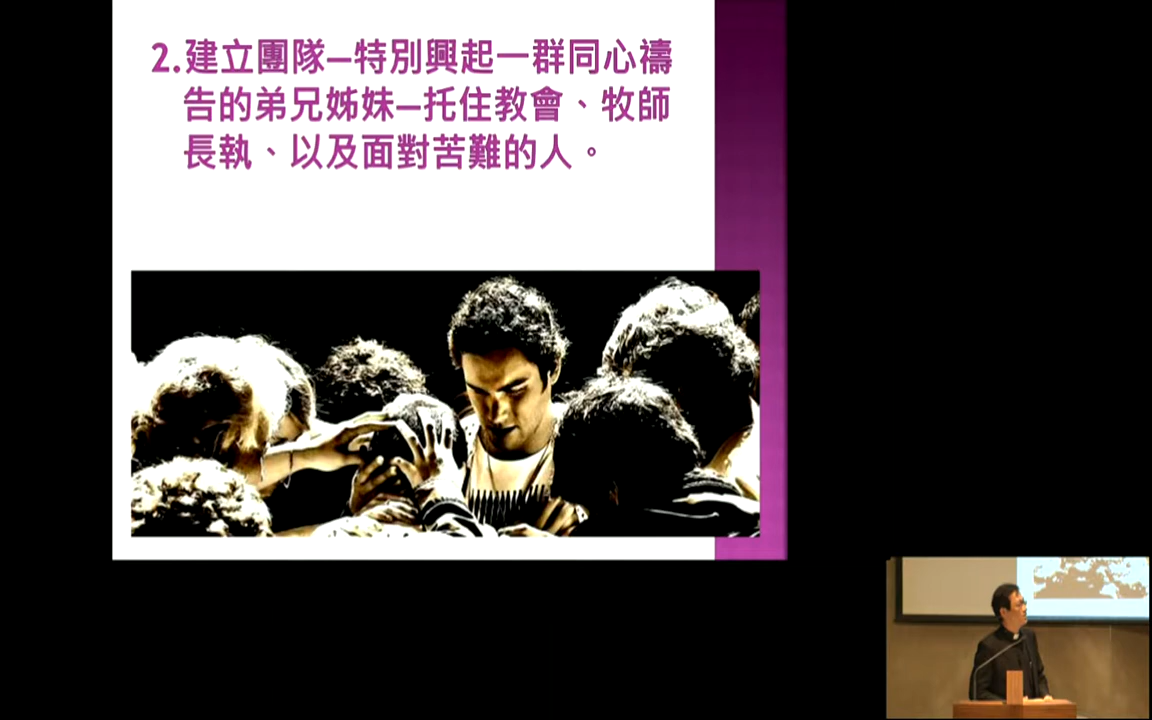 2.建立團隊—特別興起一群同心禱
告的弟兄姊妹—托住教會、牧師
長執、以及面對苦難的人。